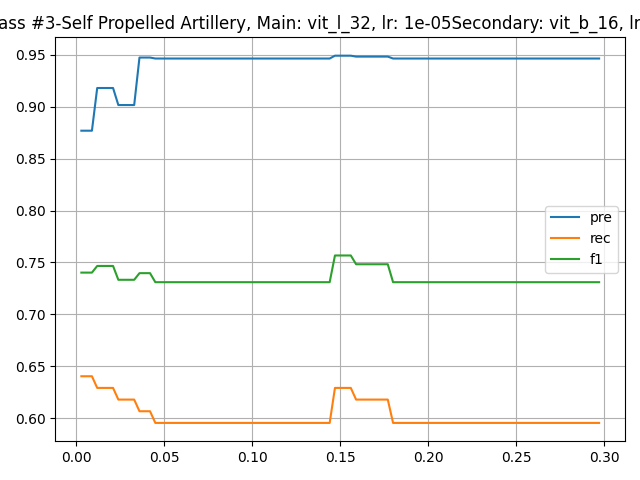 ass #3-Self Propelled Artillery, Main: vit_l_32, lr: 1e-05Secondary: vit_b_16, lr
0.95
0.90
0.85
0.80
0.75
0.70
0.65
0.60
pre
rec
f1
0.00 0.05 0.10 0.15 0.20 0.25 0.30